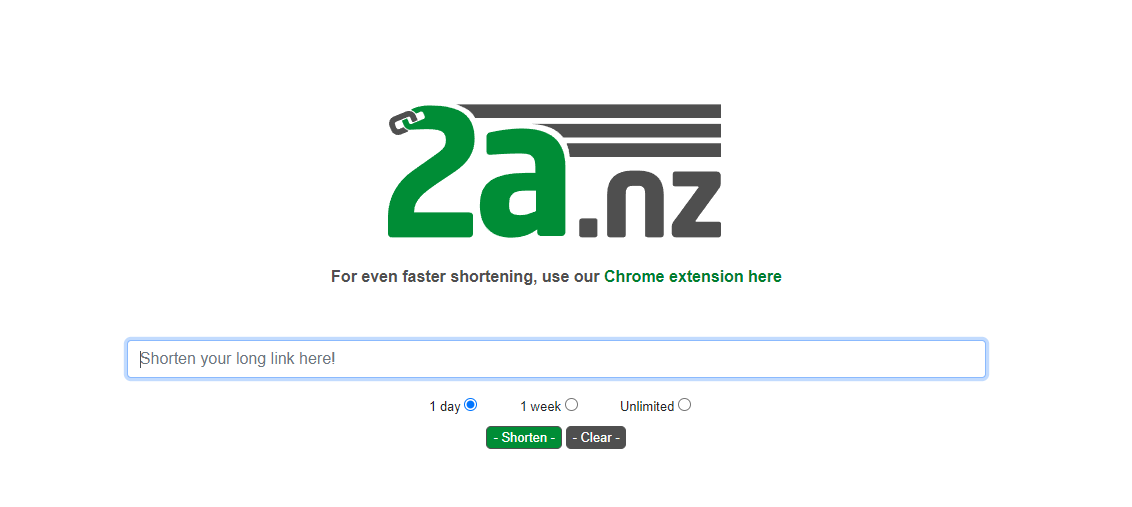 2a.nz
For even faster shortening, use our Chrome extension here
Shorten your long link here!
1 day 1 week Unlimited
- Shorten - - Clear -